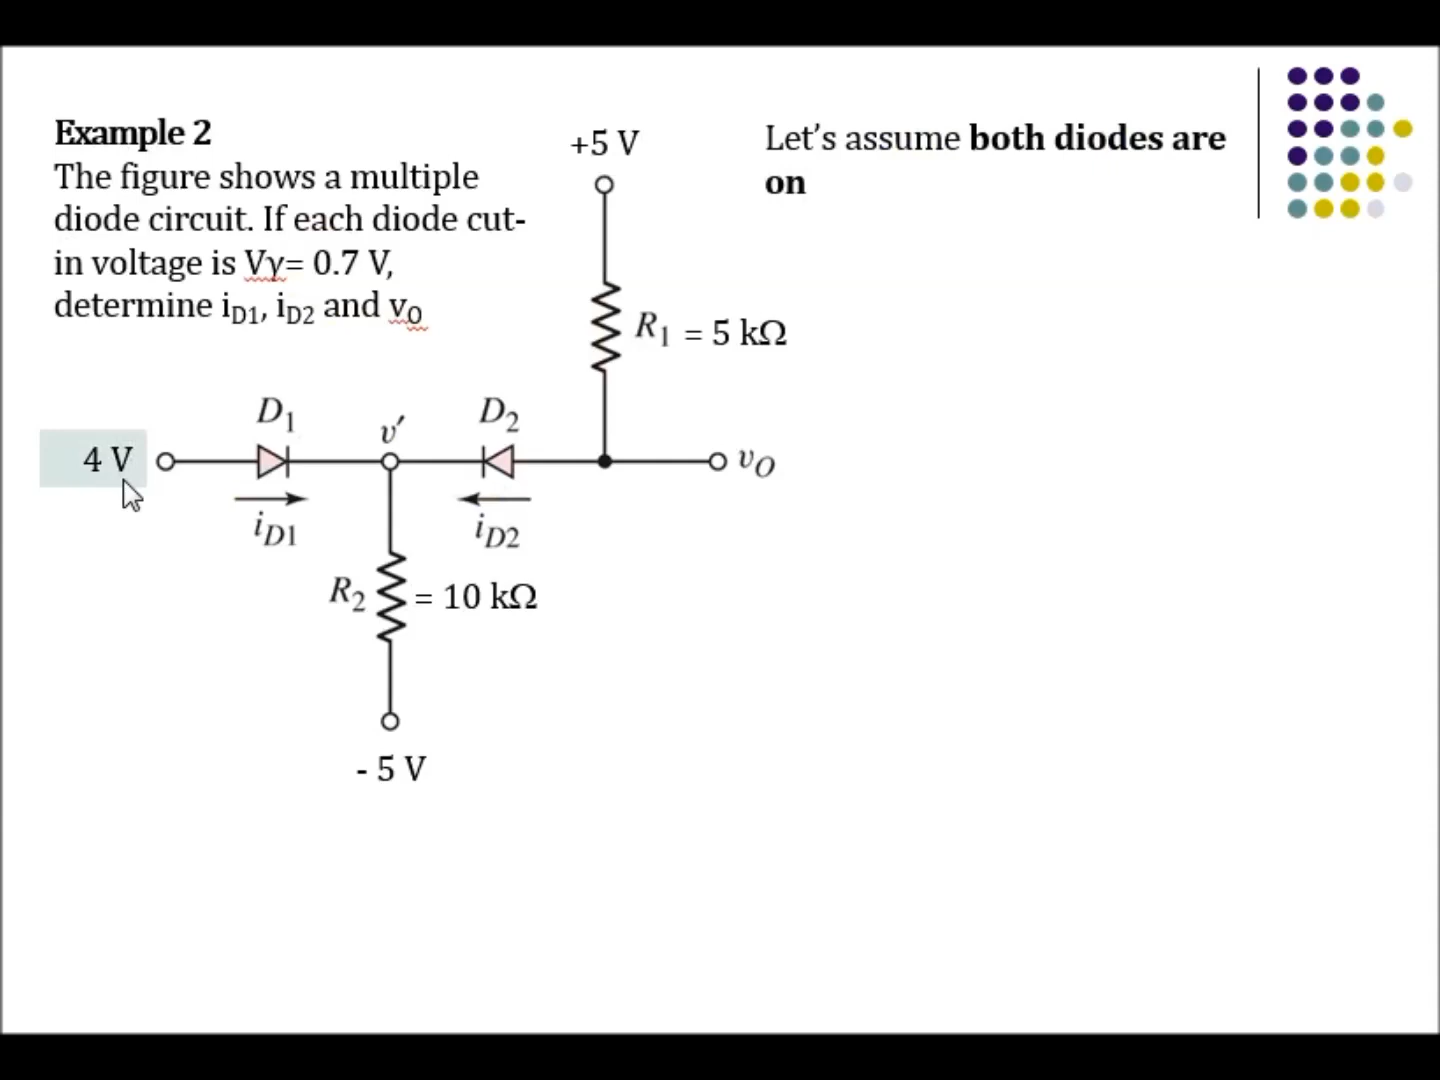 Example 2
The figure shows a multiple
diode circuit. If each diode cut-
in voltage is Vγ= 0.7 V,
determine iD1, iD2 and vO
Let’s assume both diodes are
on
+5 V
R1 = 5 kΩ
D1
v′
D2
4 V
vO
iD1
iD2
R2 = 10 kΩ
- 5 V